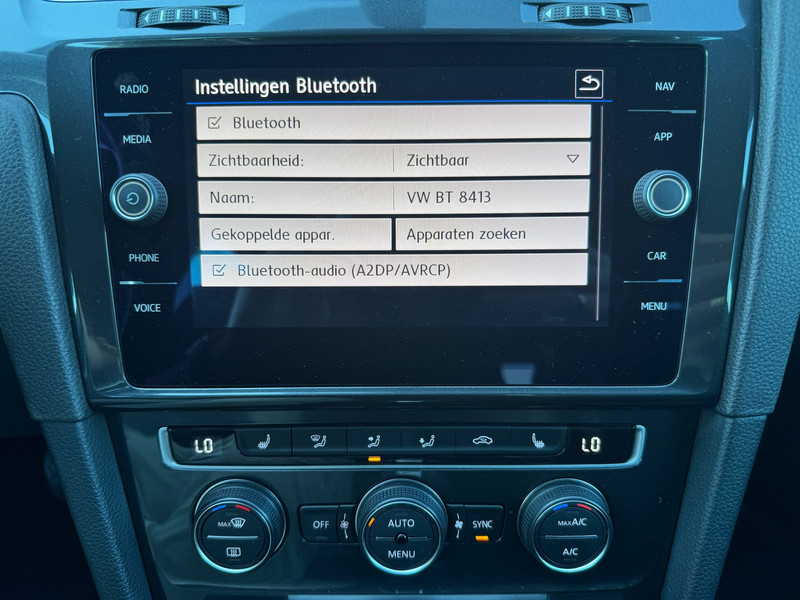 RADIO
MEDIA
PHONE
VOICE
Instellingen Bluetooth
Bluetooth
Zichtbaarheid: Zichtbaar
Naam: VW BT 8413
Gekoppelde appar. Apparaten zoeken
Bluetooth-audio (A2DP/AVRCP)
NAV
APP
CAR
MENU
LO LO
MAX
OFF
AUTO
MENU
SYNC
MAX A/C
A/C